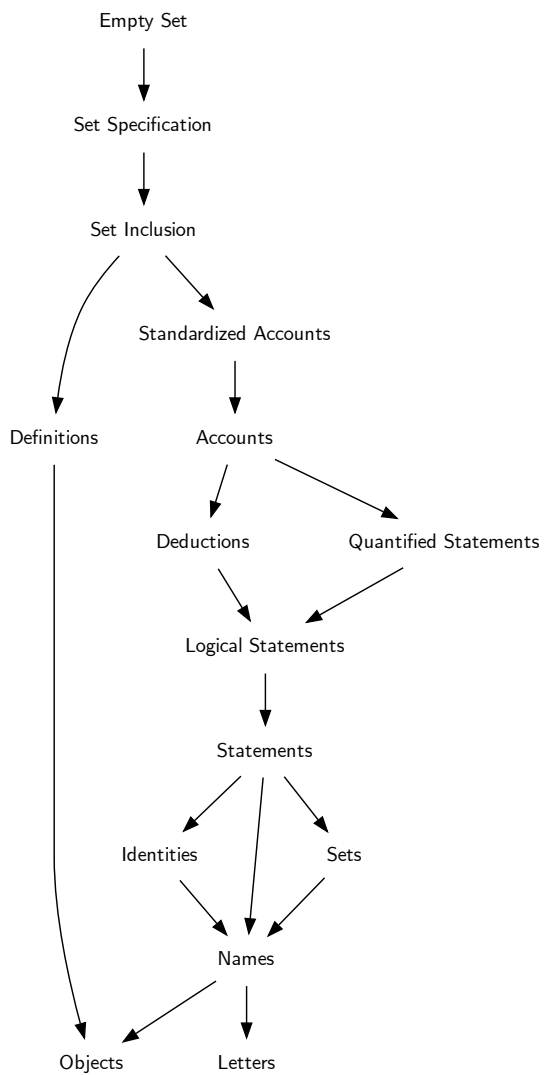 Empty Set
Set Specification
Set Inclusion
Standardized Accounts
Definitions
Accounts
Deductions
Quantified Statements
Logical Statements
Statements
Identities
Sets
Names
Objects
Letters